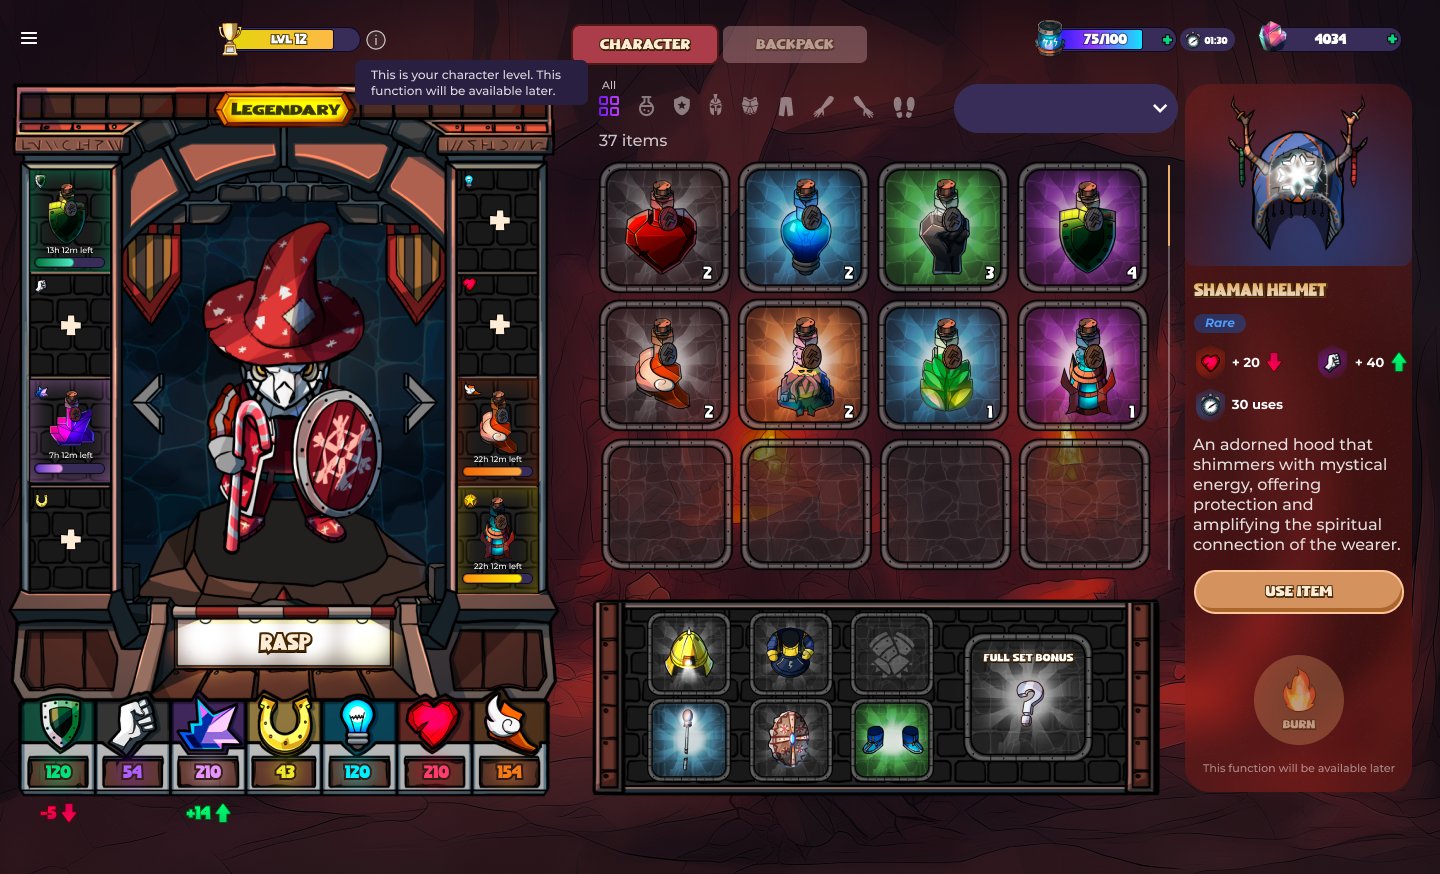 LVL 12
This is your character level. This
function will be available later.
CHARACTER
BACKPACK
75/100
01:30
4034
LEGENDARY
All
37 items
13h 12m left
7h 12m left
22h 12m left
22h 12m left
2
2
3
4
2
2
1
1
SHAMAN HELMET
Rare
+ 20
+ 40
30 uses
An adorned hood that
shimmers with mystical
energy, offering
protection and
amplifying the spiritual
connection of the wearer.
USE ITEM
BURN
This function will be available later
RASP
FULL SET BONUS
?
120
54
210
43
120
210
154
-5
+14